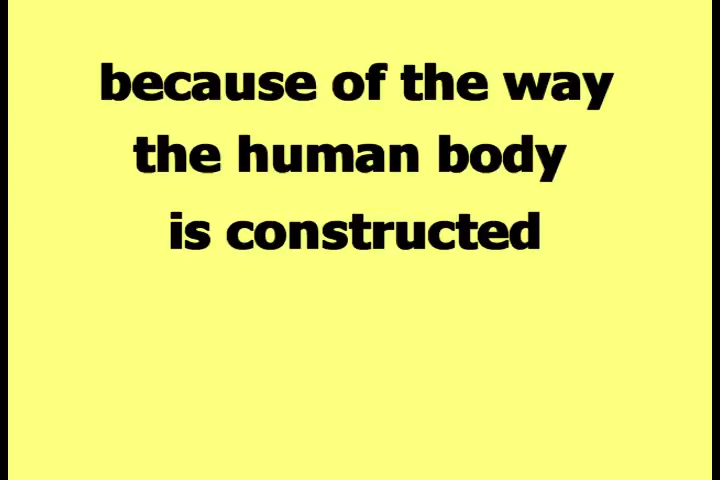 because of the way
the human body
is constructed